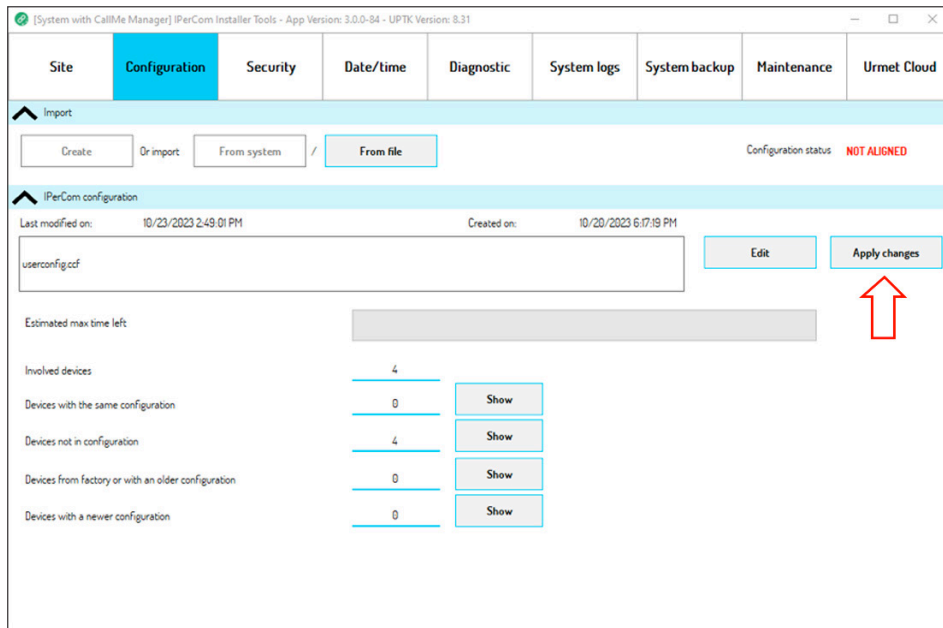 [System with CallMe Manager] IPerCom Installer Tools - App Version: 3.0.0-84 - UPTK Version: 8.31
Site Configuration Security Date/time Diagnostic System logs System backup Maintenance Urmet Cloud
Import
Create Or import From system / From file Configuration status NOT ALIGNED
IPerCom configuration
Last modified on: 10/23/2023 2:49:01 PM Created on: 10/20/2023 6:17:19 PM
userconfig.ccf Edit Apply changes
Estimated max time left
Involved devices 4
Devices with the same configuration 0 Show
Devices not in configuration 4 Show
Devices from factory or with an older configuration 0 Show
Devices with a newer configuration 0 Show